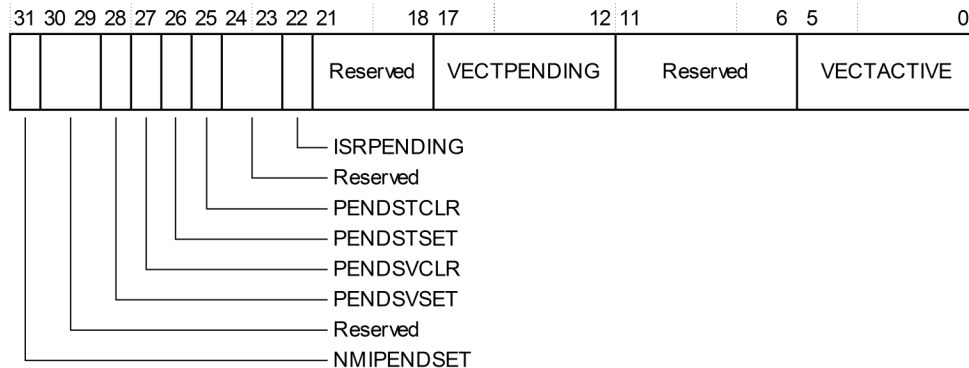 31 30 29 28 27 26 25 24 23 22 21 18 17 12 11 6 5 0
Reserved VECTPENDING Reserved VECTACTIVE
ISRPENDING
Reserved
PENDSTCLR
PENDSTSET
PENDSVCLR
PENDSVSET
Reserved
NMIPENDSET